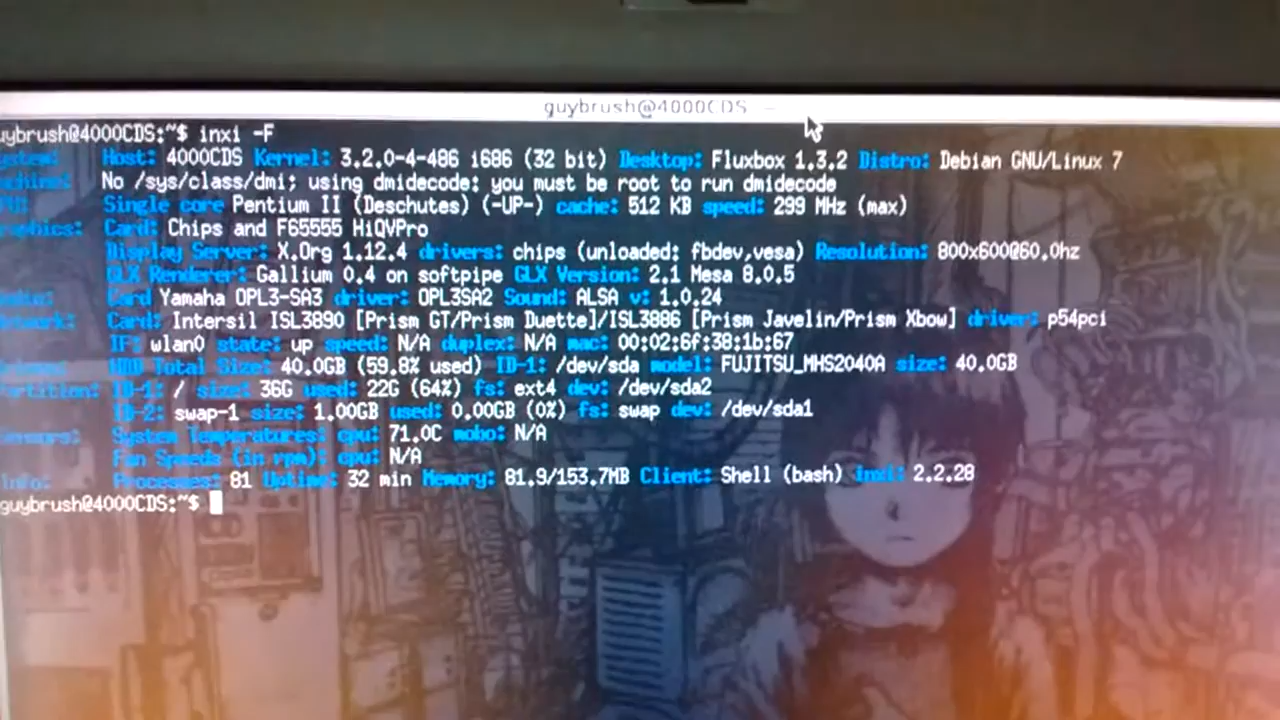 guybrush@4000CDS -
uybrush@4000CDS:~$ inxi -F
Host: 4000CDS Kernel: 3.2.0-4-486 i686 (32 bit) Desktop: Fluxbox 1.3.2 Distro: Debian GNU/Linux 7
No /sys/class/dmi; using dmidecode: you must be root to run dmidecode
Single core Pentium II (Deschutes) (-UP-) cache: 512 KB speed: 299 MHz (max)
raphics: Card: Chips and F65555 HiQVPro
Display Server: X.Org 1.12.4 drivers: chips (unloaded: fbdev,vesa) Resolution: 800x600@60.0hz
GLX Renderer: Gallium 0.4 on softpipe GLX Version: 2.1 Mesa 8.0.5
Card Yamaha OPL3-SA3 driver: OPL3SA2 Sound: ALSA v: 1.0.24
Card: Intersil ISL3890 [Prism GT/Prism Duette]/ISL3886 [Prism Javelin/Prism Xbow] driver: p54pci
IF: wlan0 state: up speed: N/A duplex: N/A mac: 00:02:6f:38:1b:67
HDD Total Size: 40.0GB (59.8% used) ID-1: /dev/sda model: FUJITSU_MHS2040A size: 40.0GB
artition: ID-1: / size: 36G used: 22G (64%) fs: ext4 dev: /dev/sda2
ID-2: swap-1 size: 1.00GB used: 0.00GB (0%) fs: swap dev: /dev/sda1
ensors: System Temperatures: cpu: 71.0C mobo: N/A
Fan Speeds (in rpm): cpu: N/A
Info: Processes: 81 Uptime: 32 min Memory: 81.9/153.7MB Client: Shell (bash) inxi: 2.2.28
guybrush@4000CDS:~$